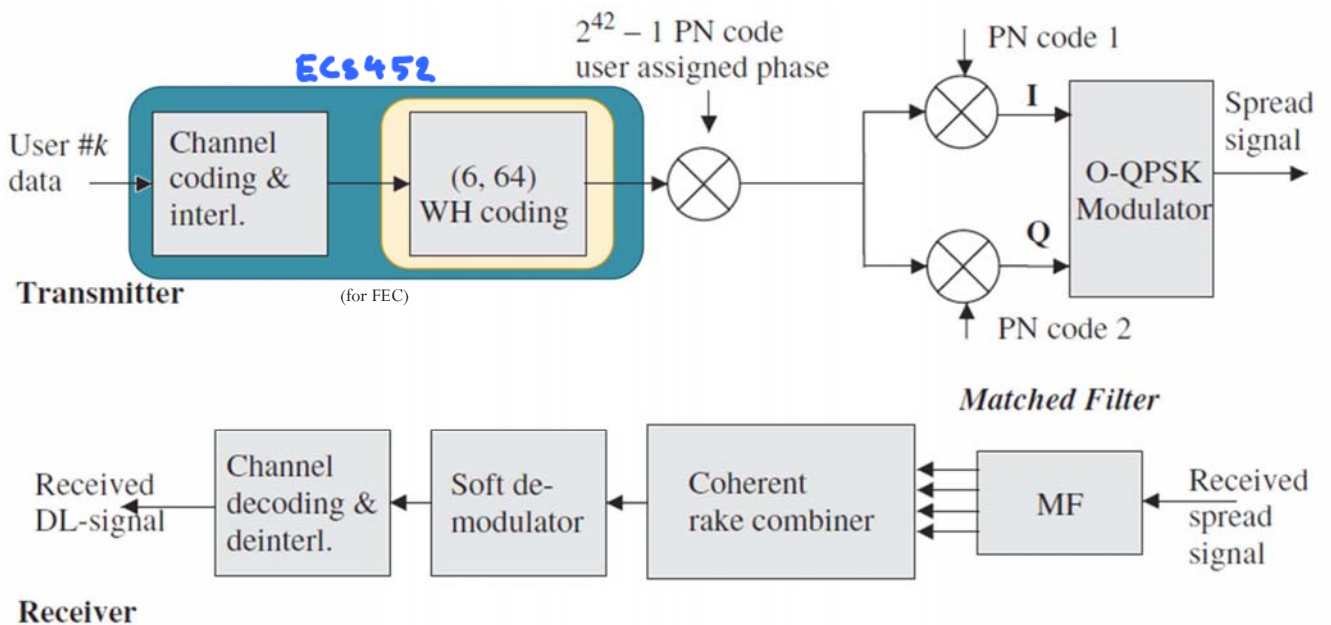 ECS452
2^42 – 1 PN code
user assigned phase
PN code 1
User #k
data
Channel
coding &
interl.
(6, 64)
WH coding
I
Q
O-QPSK
Modulator
Spread
signal
Transmitter
(for FEC)
PN code 2
Matched Filter
Received
DL-signal
Channel
decoding &
deinterl.
Soft de-
modulator
Coherent
rake combiner
MF
Received
spread
signal
Receiver